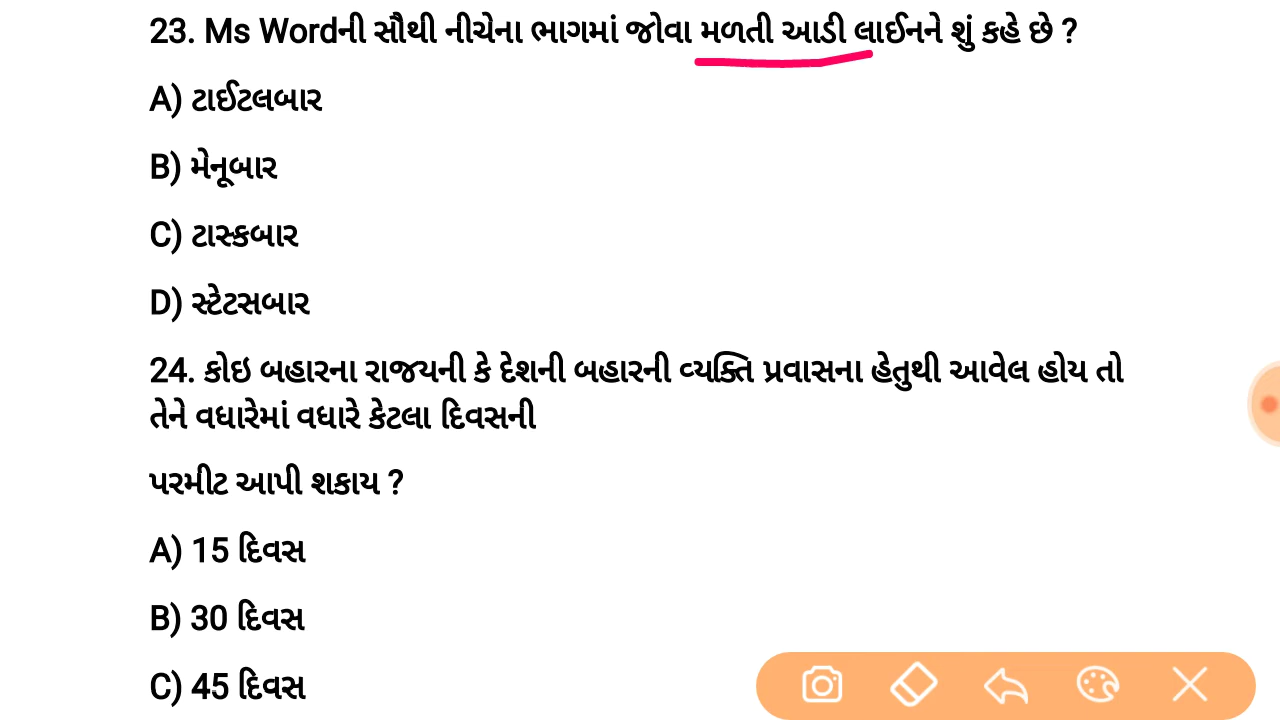 23. Ms Wordની સૌથી નીચેના ભાગમાં જોવા મળતી આડી લાઈનને શું કહે છે ?
A) ટાઈટલબાર
B) મેનૂબાર
C) ટાસ્કબાર
D) સ્ટેટસબાર
24. કોઇ બહારના રાજયની કે દેશની બહારની વ્યક્તિ પ્રવાસના હેતુથી આવેલ હોય તો
તેને વધારેમાં વધારે કેટલા દિવસની
પરમીટ આપી શકાય ?
A) 15 દિવસ
B) 30 દિવસ
C) 45 દિવસ